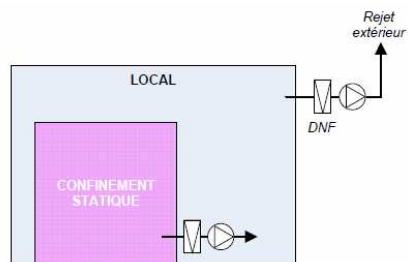 Rejet
extérieur
LOCAL
DNF
CONFINEMENT
STATIQUE